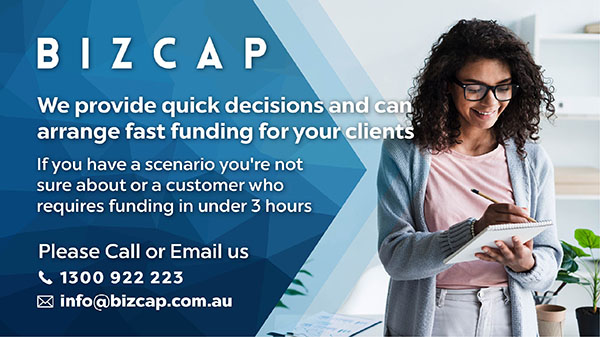 BIZCAP
We provide quick decisions and can
arrange fast funding for your clients
If you have a scenario you're not
sure about or a customer who
requires funding in under 3 hours
Please Call or Email us
1300 922 223
info@bizcap.com.au